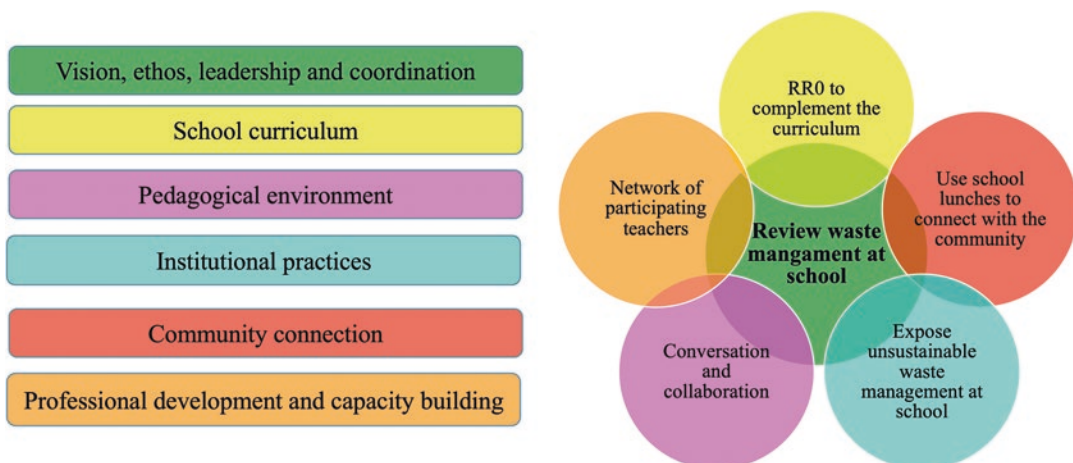 Vision, ethos, leadership and coordination
School curriculum
Pedagogical environment
Institutional practices
Community connection
Professional development and capacity building
RR0 to
complement the
curriculum
Network of
participating
teachers
Use school
lunches to
connect with the
community
Review waste
mangament at
school
Conversation
and
collaboration
Expose
unsustainable
waste
management at
school